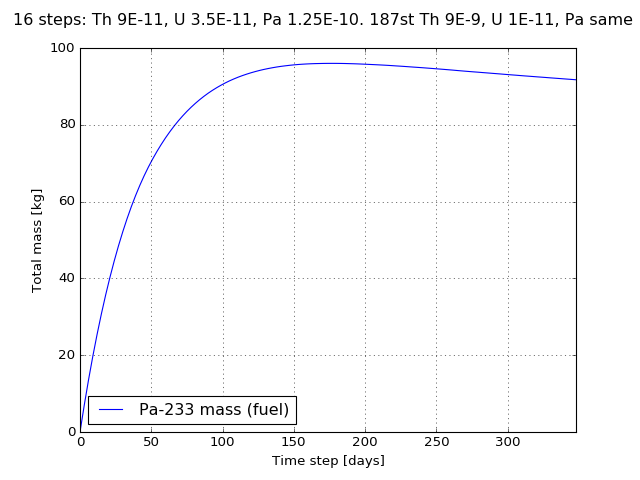 16 steps: Th 9E-11, U 3.5E-11, Pa 1.25E-10. 187st Th 9E-9, U 1E-11, Pa same
100
80
60
40
20
0
Total mass [kg]
Pa-233 mass (fuel)
0 50 100 150 200 250 300
Time step [days]